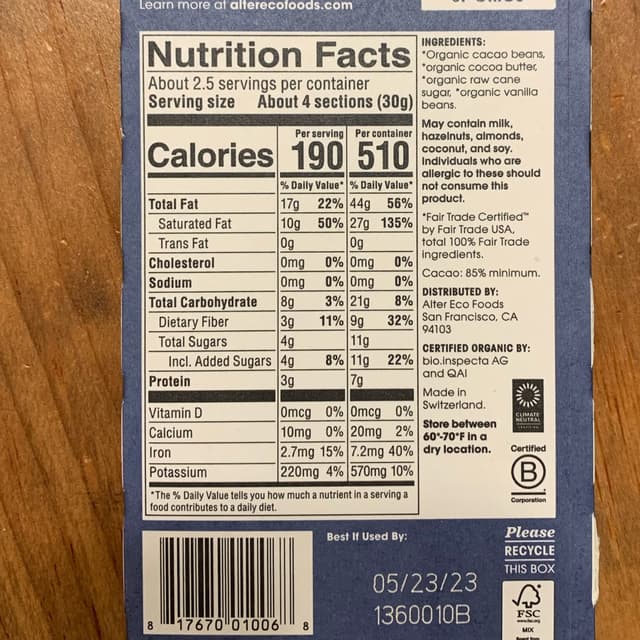 Learn more at alterecofoods.com
Nutrition Facts
About 2.5 servings per container
Serving size About 4 sections (30g)
Per serving Per container
Calories 190 510
% Daily Value* % Daily Value*
Total Fat 17g 22% 44g 56%
Saturated Fat 10g 50% 27g 135%
Trans Fat 0g 0g
Cholesterol 0mg 0% 0mg 0%
Sodium 0mg 0% 0mg 0%
Total Carbohydrate 8g 3% 21g 8%
Dietary Fiber 3g 11% 9g 32%
Total Sugars 4g 11g
Incl. Added Sugars 4g 8% 11g 22%
Protein 3g 7g
Vitamin D 0mcg 0% 0mcg 0%
Calcium 10mg 0% 20mg 2%
Iron 2.7mg 15% 7.2mg 40%
Potassium 220mg 4% 570mg 10%
*The % Daily Value tells you how much a nutrient in a serving a
food contributes to a daily diet.
INGREDIENTS:
*Organic cacao beans,
*organic cocoa butter,
*organic raw cane
sugar, *organic vanilla
beans.
May contain milk,
hazelnuts, almonds,
coconut, and soy.
Individuals who are
allergic to these should
not consume this
product.
*Fair Trade Certified™
by Fair Trade USA,
total 100% Fair Trade
ingredients.
Cacao: 85% minimum.
DISTRIBUTED BY:
Alter Eco Foods
San Francisco, CA
94103
CERTIFIED ORGANIC BY:
bio.inspecta AG
and QAI
Made in
Switzerland.
Store between
60°-70°F in a
dry location.
CLIMATE
NEUTRAL
Certified
B
Corporation
8 17670 01006 8
Best If Used By:
05/23/23
1360010B
Please
RECYCLE
THIS BOX
FSC
MIX